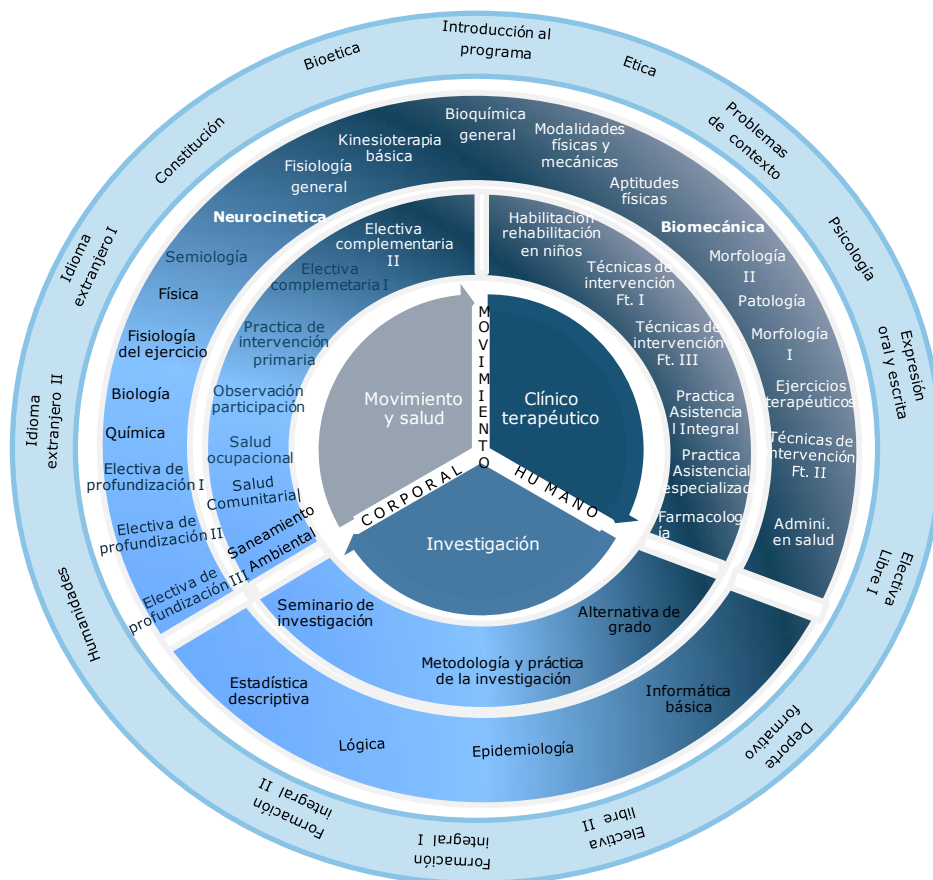 Introducción al
programa
Etica
Problemas
de contexto
Psicología
Expresión
oral y escrita
Electiva
Libre I
Deporte
formativo
Electiva
libre II
Formación
integral I
Formación
integral II
Humanidades
Idioma
extranjero II
Idioma
extranjero I
Constitución
Bioetica
Bioquímica
general
Modalidades
físicas y
mecánicas
Aptitudes
físicas
Biomecánica
Morfología
II
Patología
Morfología
I
Ejercicios
terapéuticos
Técnicas de
intervención
Ft. II
Admini.
en salud
Informática
básica
Epidemiología
Lógica
Estadística
descriptiva
Electiva de
profundización III
Electiva de
profundización II
Electiva de
profundización I
Química
Biología
Fisiología
del ejercicio
Física
Semiología
Neurocinetica
Fisiología
general
Kinesioterapia
básica
Habilitación
rehabilitación
en niños
Técnicas de
intervención
Ft. I
Técnicas de
intervención
Ft. III
Practica
Asistencia
l Integral
Practica
Asistencial
especializad
Farmacolog
ía
Alternativa de
grado
Metodología y práctica
de la investigación
Seminario de
investigación
Saneamiento
Ambiental
Salud
Comunitarial
Salud
ocupacional
Observación
participación
Practica de
intervención
primaria
Electiva
complemetaria I
Electiva
complementaria
II
Movimiento
y salud
Clínico
terapéutico
Investigación
MOVIMIENTO
CORPORAL
HUMANO